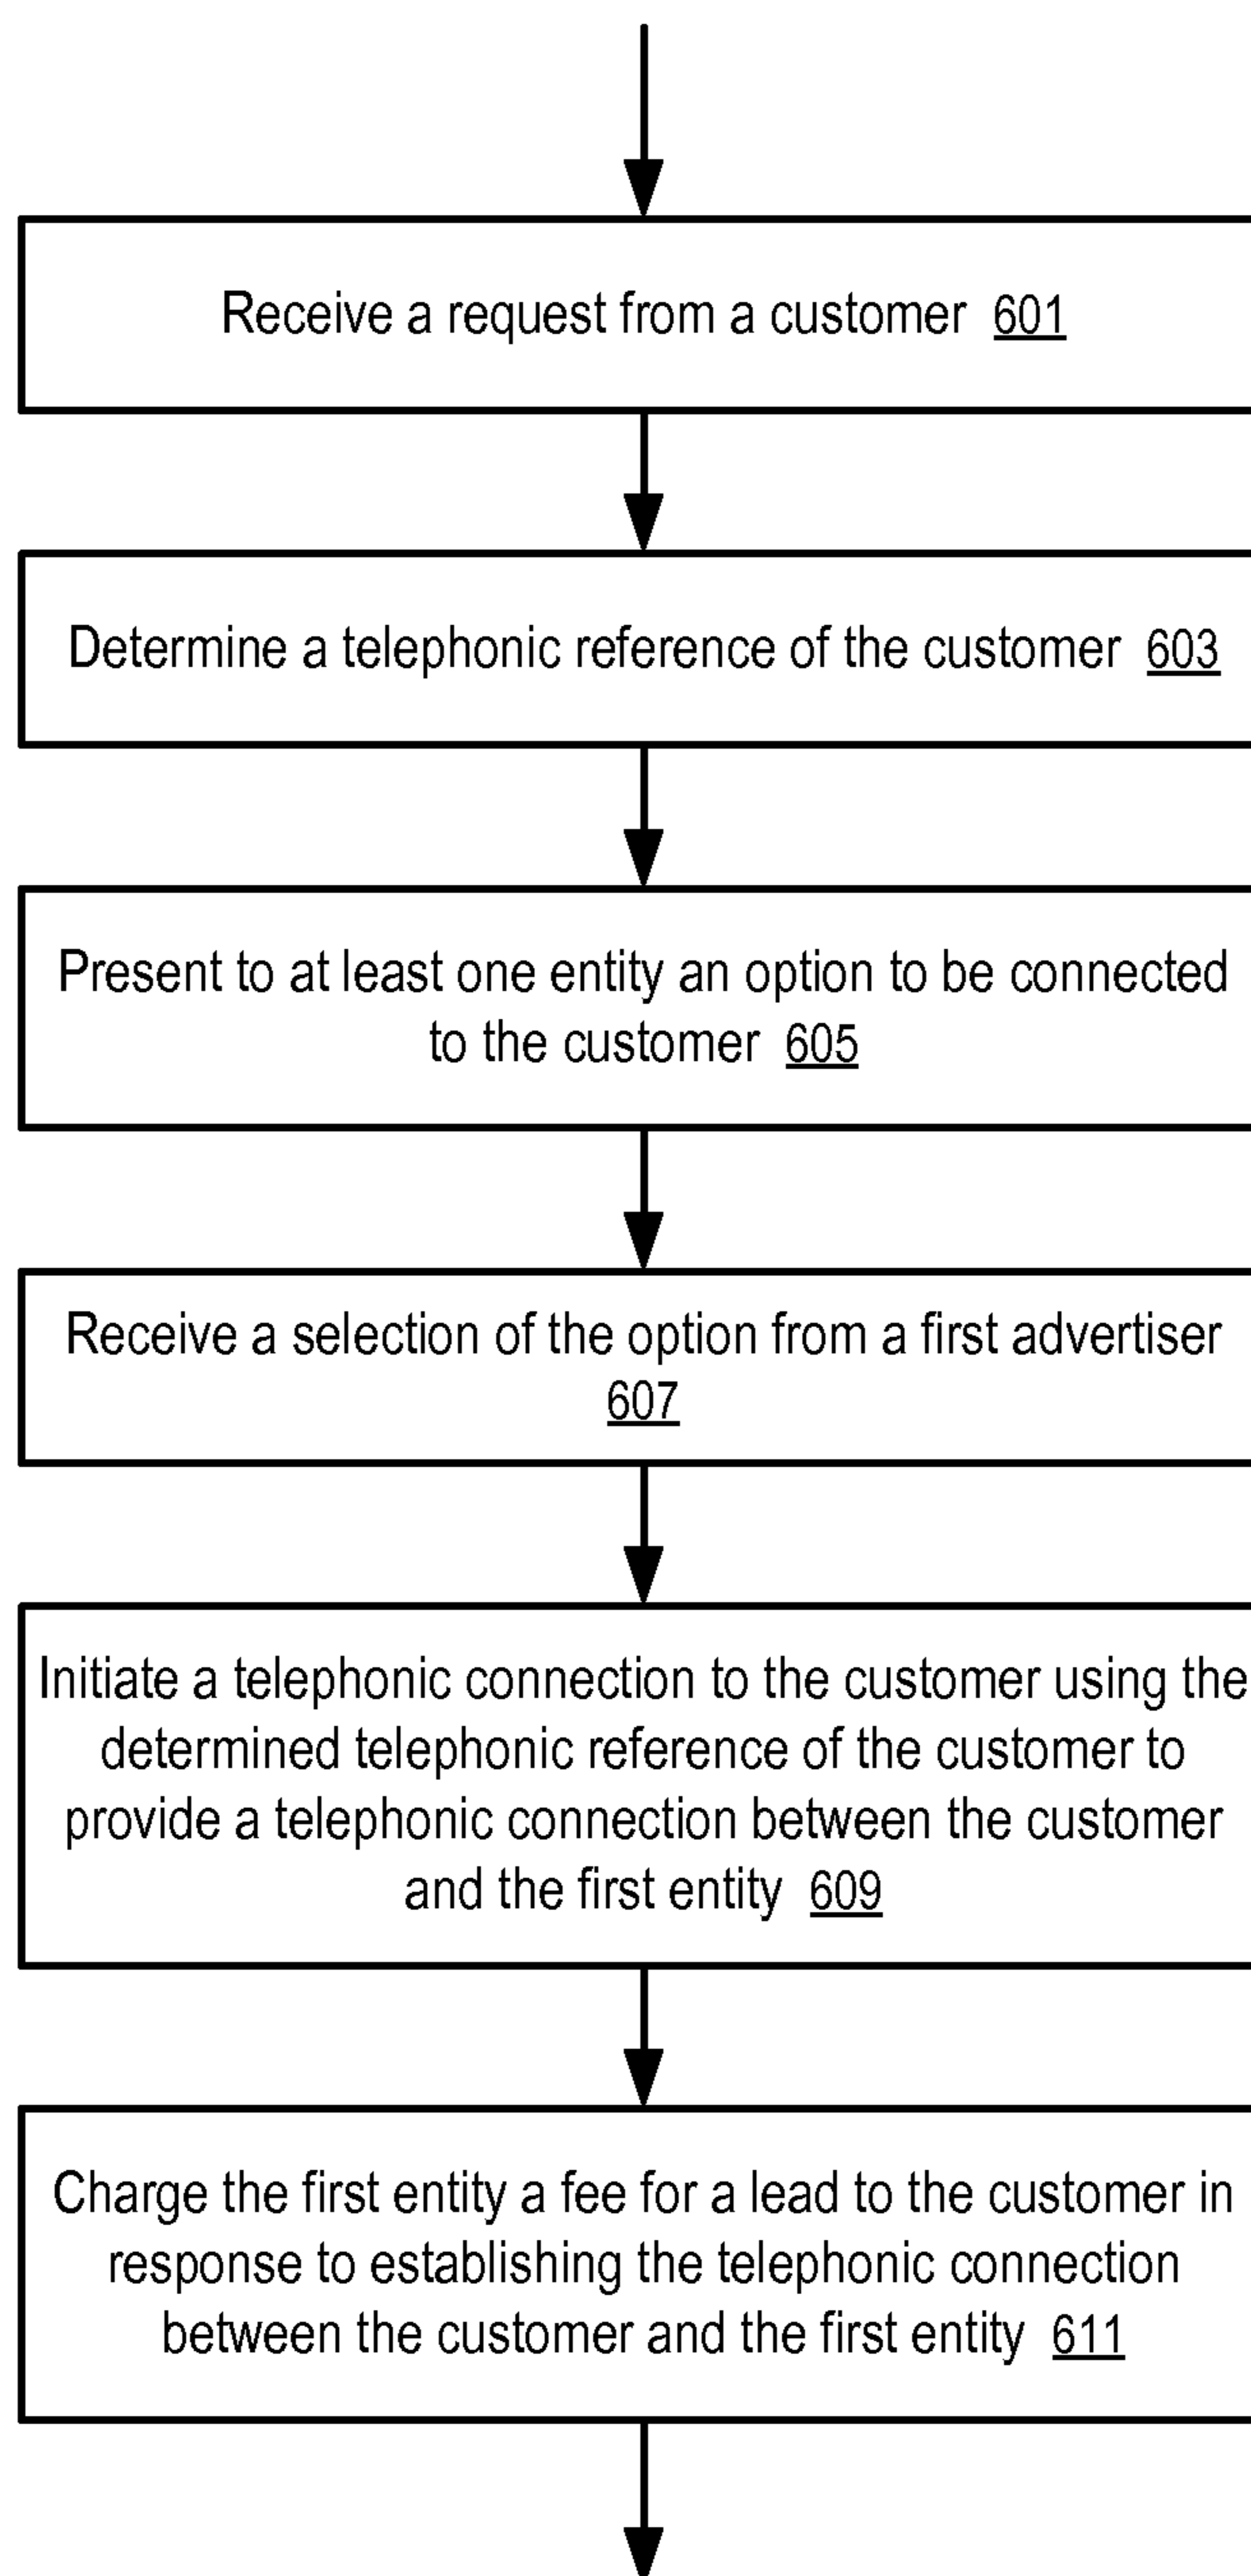 Receive a request from a customer 601
Determine a telephonic reference of the customer 603
Present to at least one entity an option to be connected
to the customer 605
Receive a selection of the option from a first advertiser
607
Initiate a telephonic connection to the customer using the
determined telephonic reference of the customer to
provide a telephonic connection between the customer
and the first entity 609
Charge the first entity a fee for a lead to the customer in
response to establishing the telephonic connection
between the customer and the first entity 611